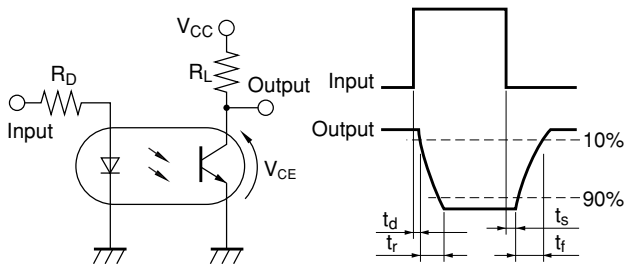 VCC
RD
RL
Output
Input
VCE
Input
Output
10%
90%
td
ts
tr
tf